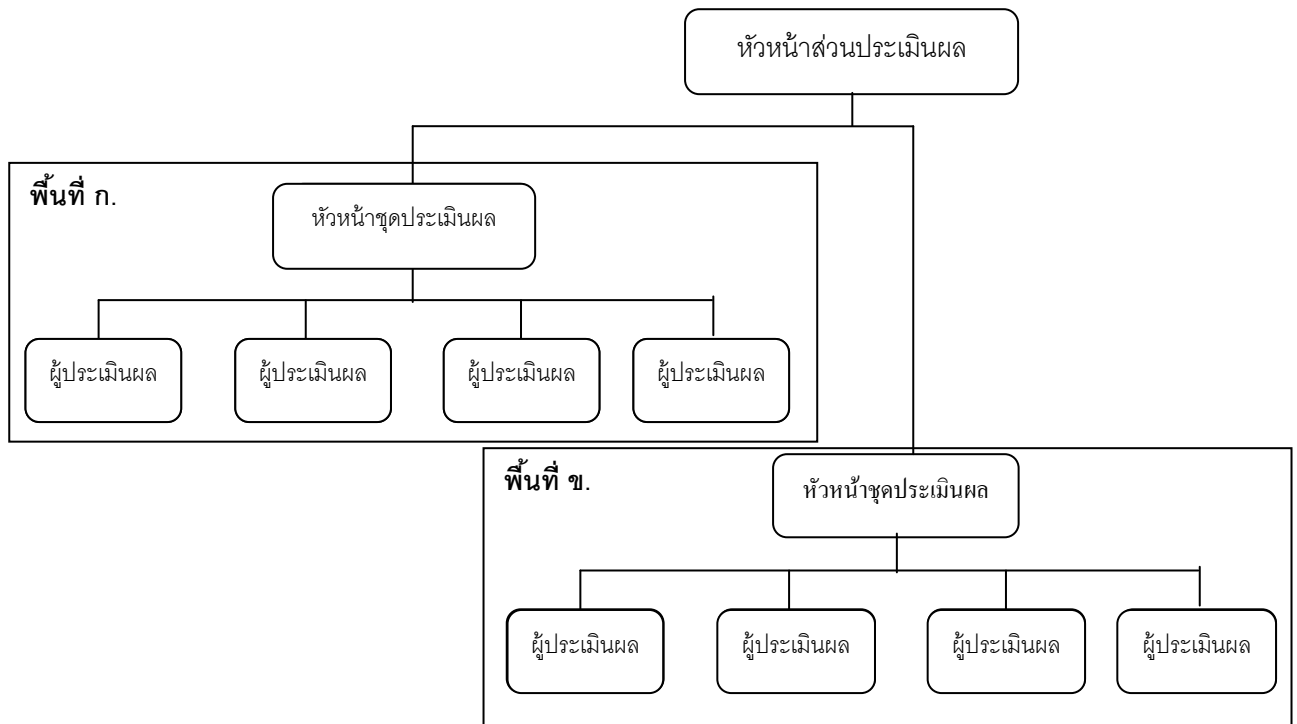 หัวหน้าส่วนประเมินผล
พื้นที่ ก.
หัวหน้าชุดประเมินผล
ผู้ประเมินผล
ผู้ประเมินผล
ผู้ประเมินผล
ผู้ประเมินผล
พื้นที่ ข.
หัวหน้าชุดประเมินผล
ผู้ประเมินผล
ผู้ประเมินผล
ผู้ประเมินผล
ผู้ประเมินผล